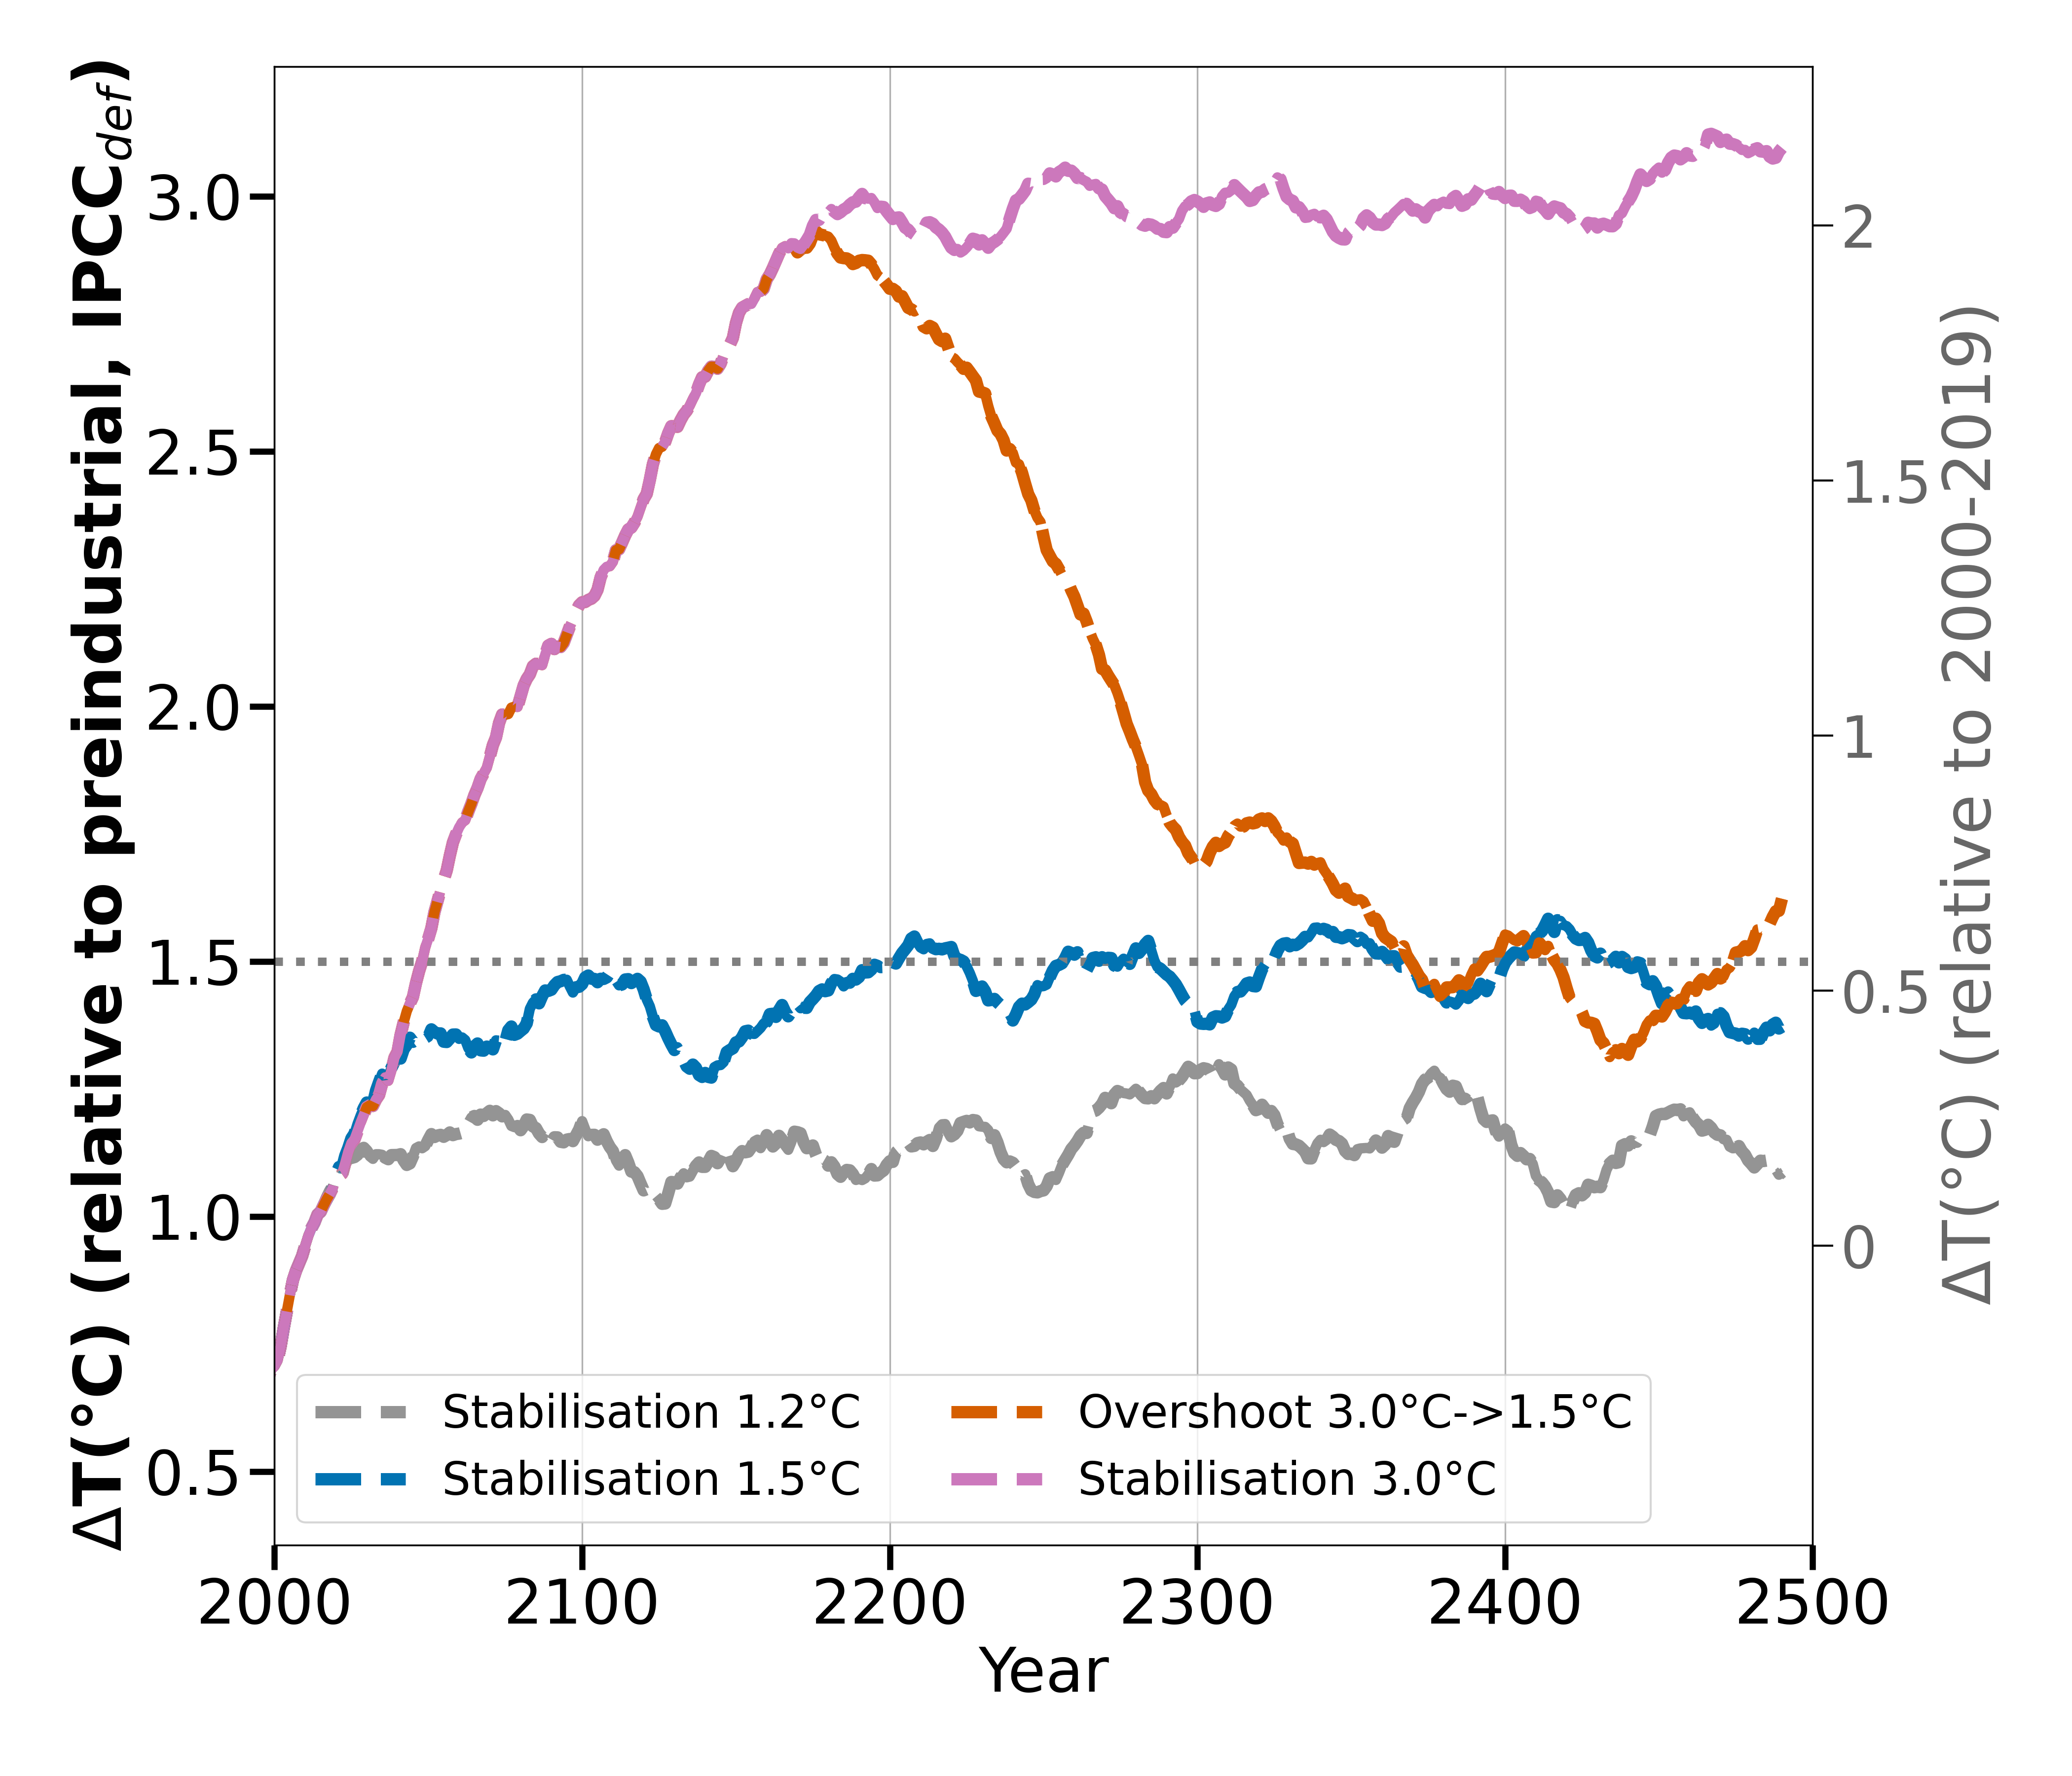 ΔT(°C) (relative to preindustrial, IPCC def)
3.0
2.5
2.0
1.5
1.0
0.5
2
1.5
1
0.5
0
ΔT(°C) (relative to 2000-2019)
Stabilisation 1.2°C
Stabilisation 1.5°C
Overshoot 3.0°C->1.5°C
Stabilisation 3.0°C
2000 2100 2200 2300 2400 2500
Year